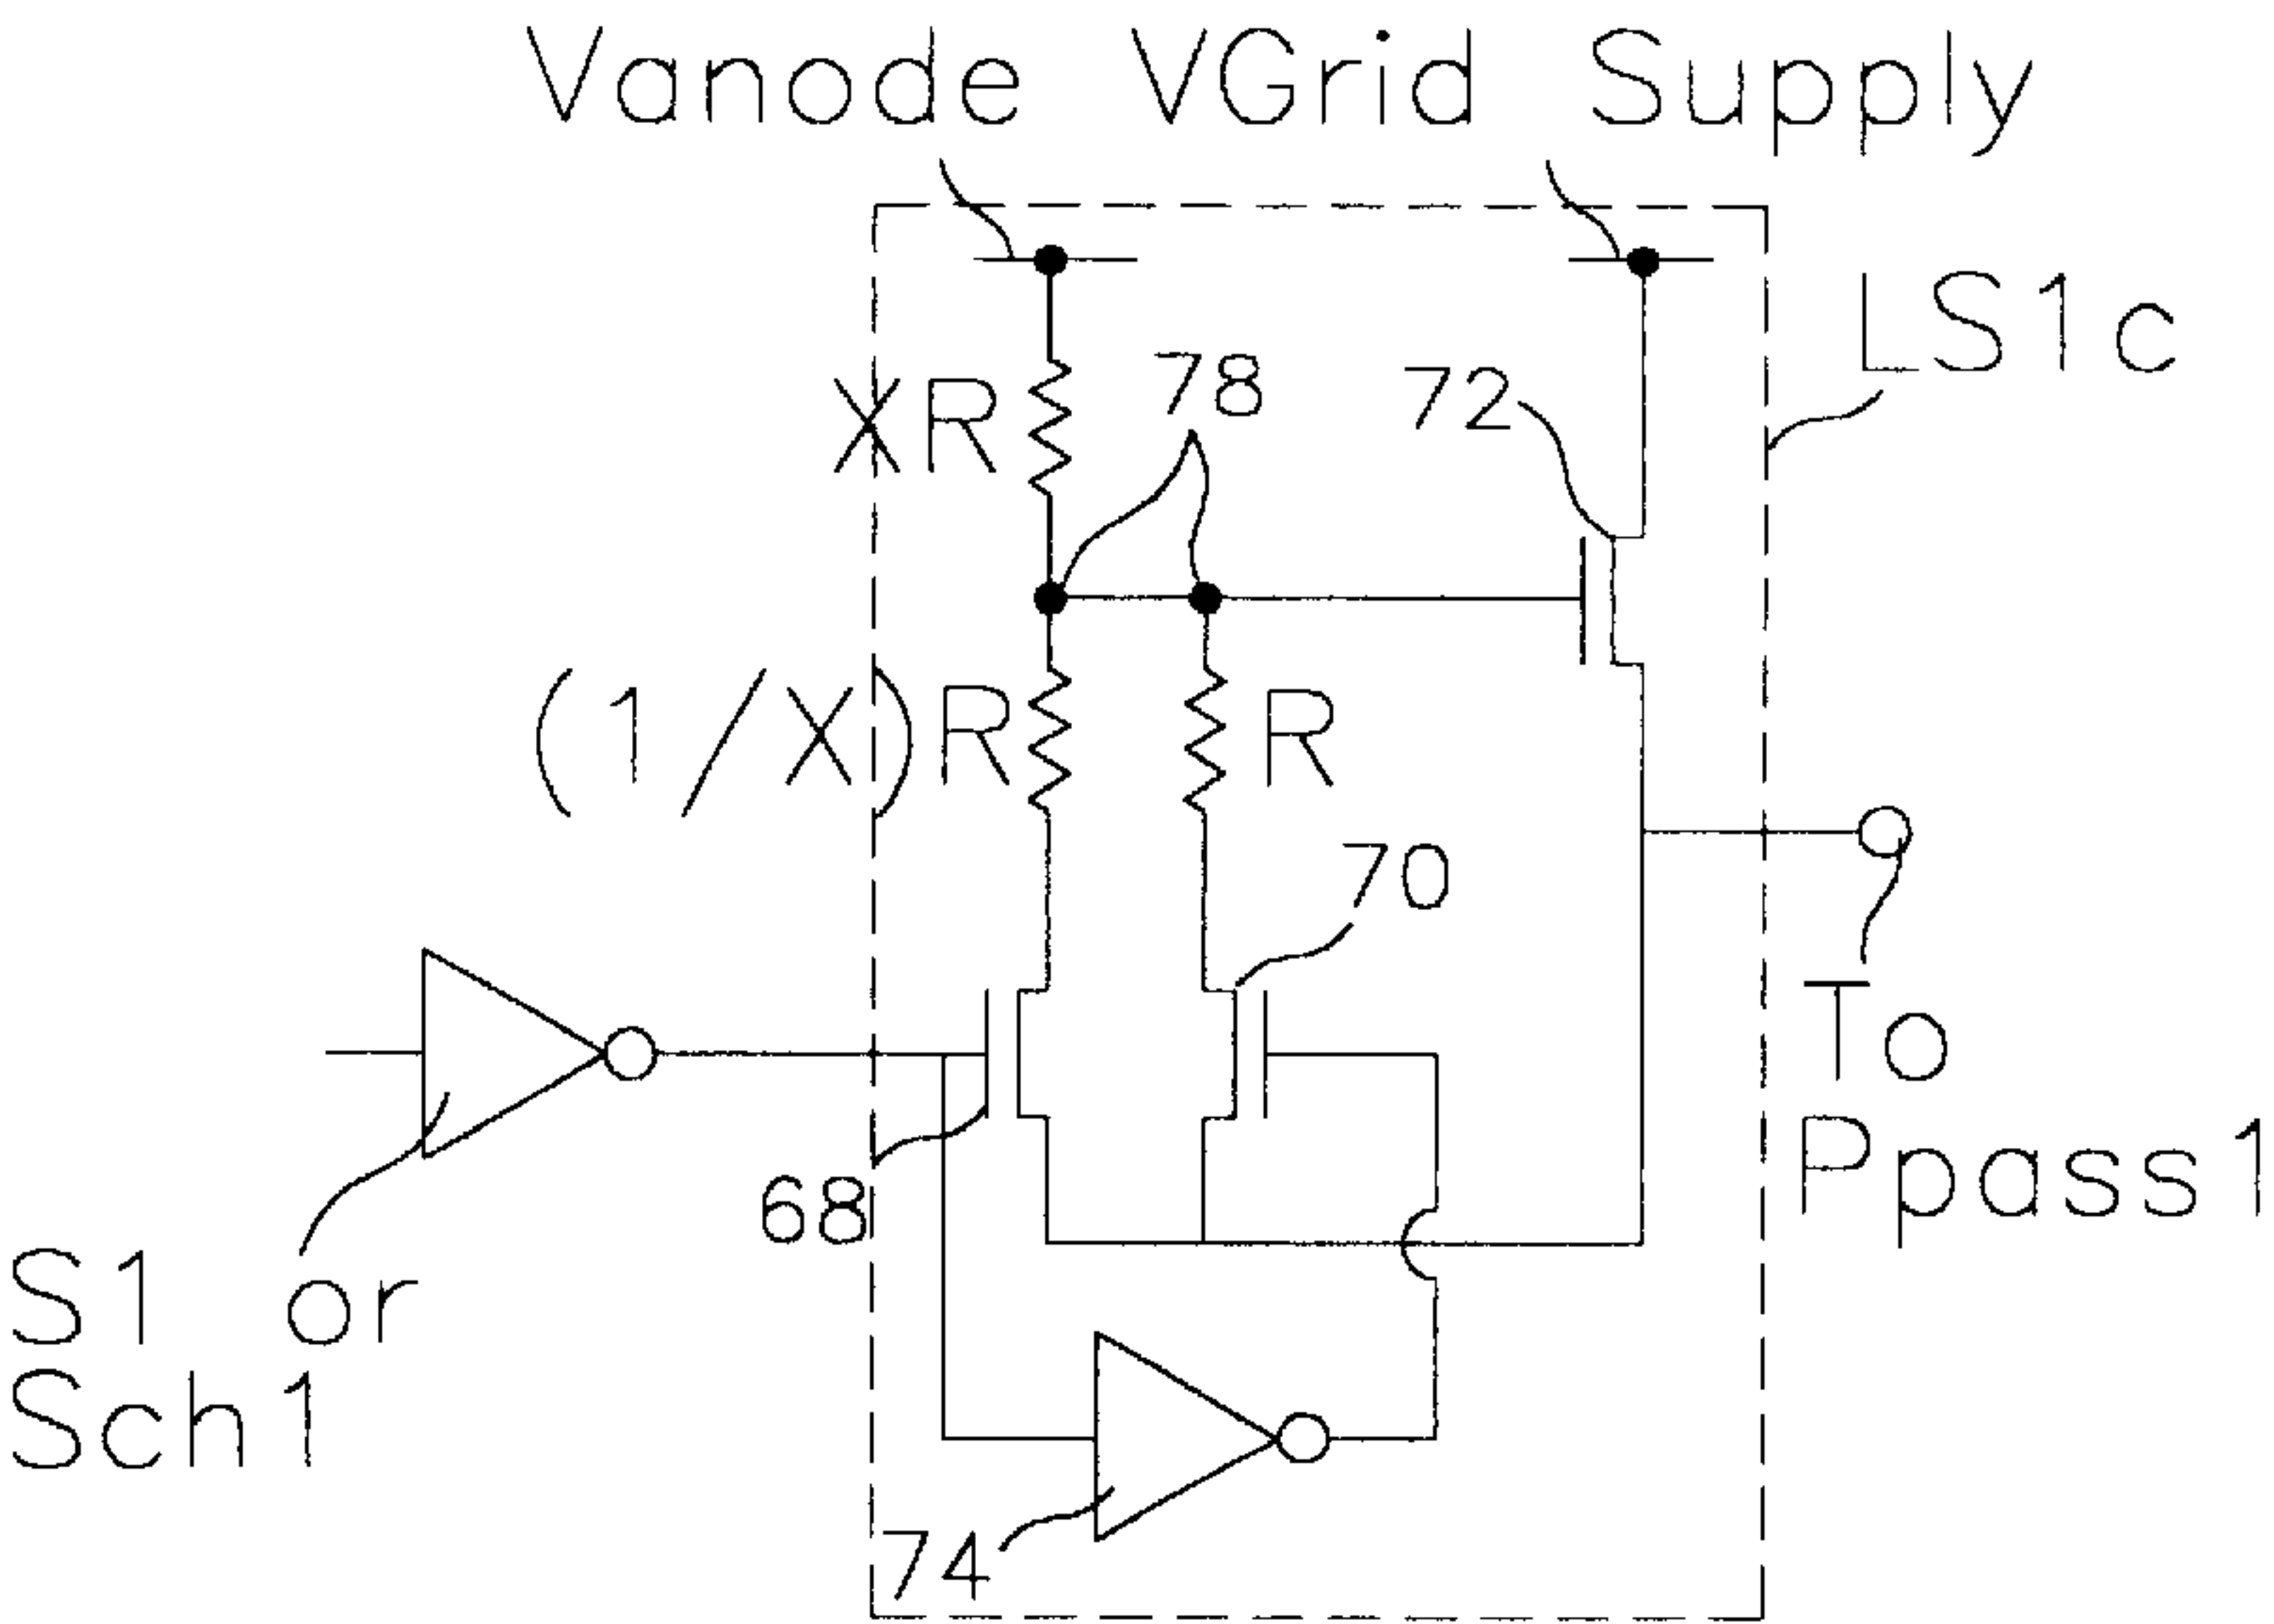 Vanode VGrid Supply
LS1c
XR
78
72
(1/X)R
R
70
To
Ppass1
68
S1 or
Sch1
74